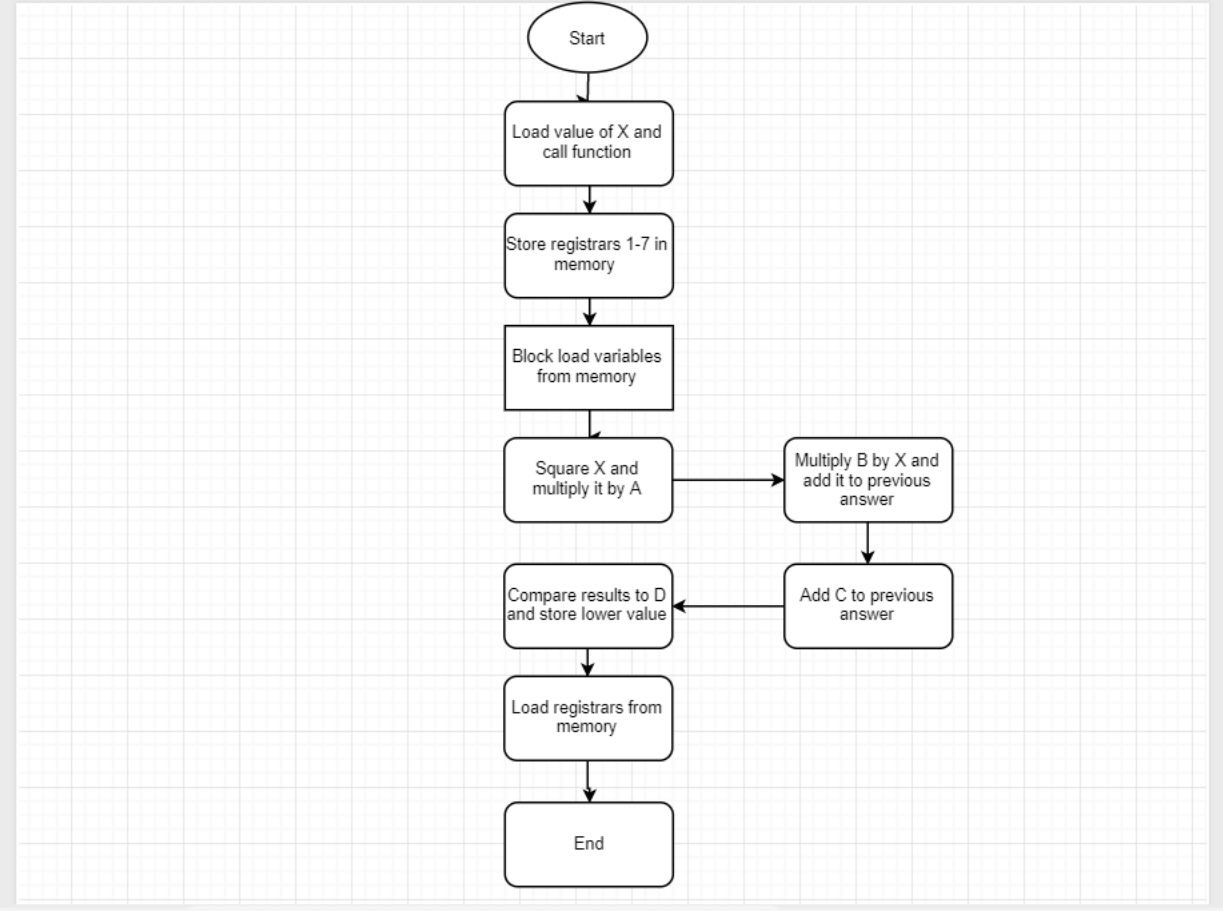 Start
Load value of X and
call function
Store registrars 1-7 in
memory
Block load variables
from memory
Square X and
multiply it by A
Multiply B by X and
add it to previous
answer
Add C to previous
answer
Compare results to D
and store lower value
Load registrars from
memory
End